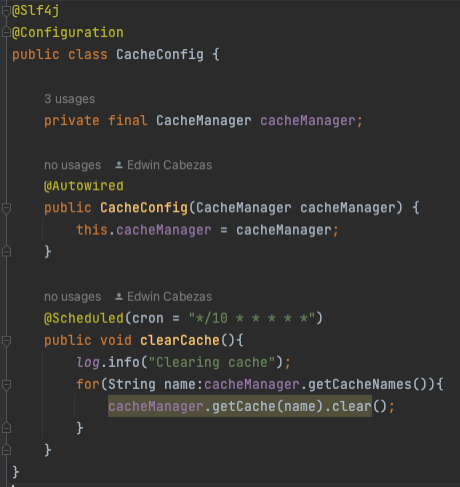 @Slf4j
@Configuration
public class CacheConfig {
3 usages
private final CacheManager cacheManager;
no usages Edwin Cabezas
@Autowired
public CacheConfig(CacheManager cacheManager) {
this.cacheManager = cacheManager;
}
no usages Edwin Cabezas
@Scheduled(cron = "*/10 * * * * *")
public void clearCache(){
log.info("Clearing cache");
for(String name:cacheManager.getCacheNames()){
cacheManager.getCache(name).clear();
}
}
}